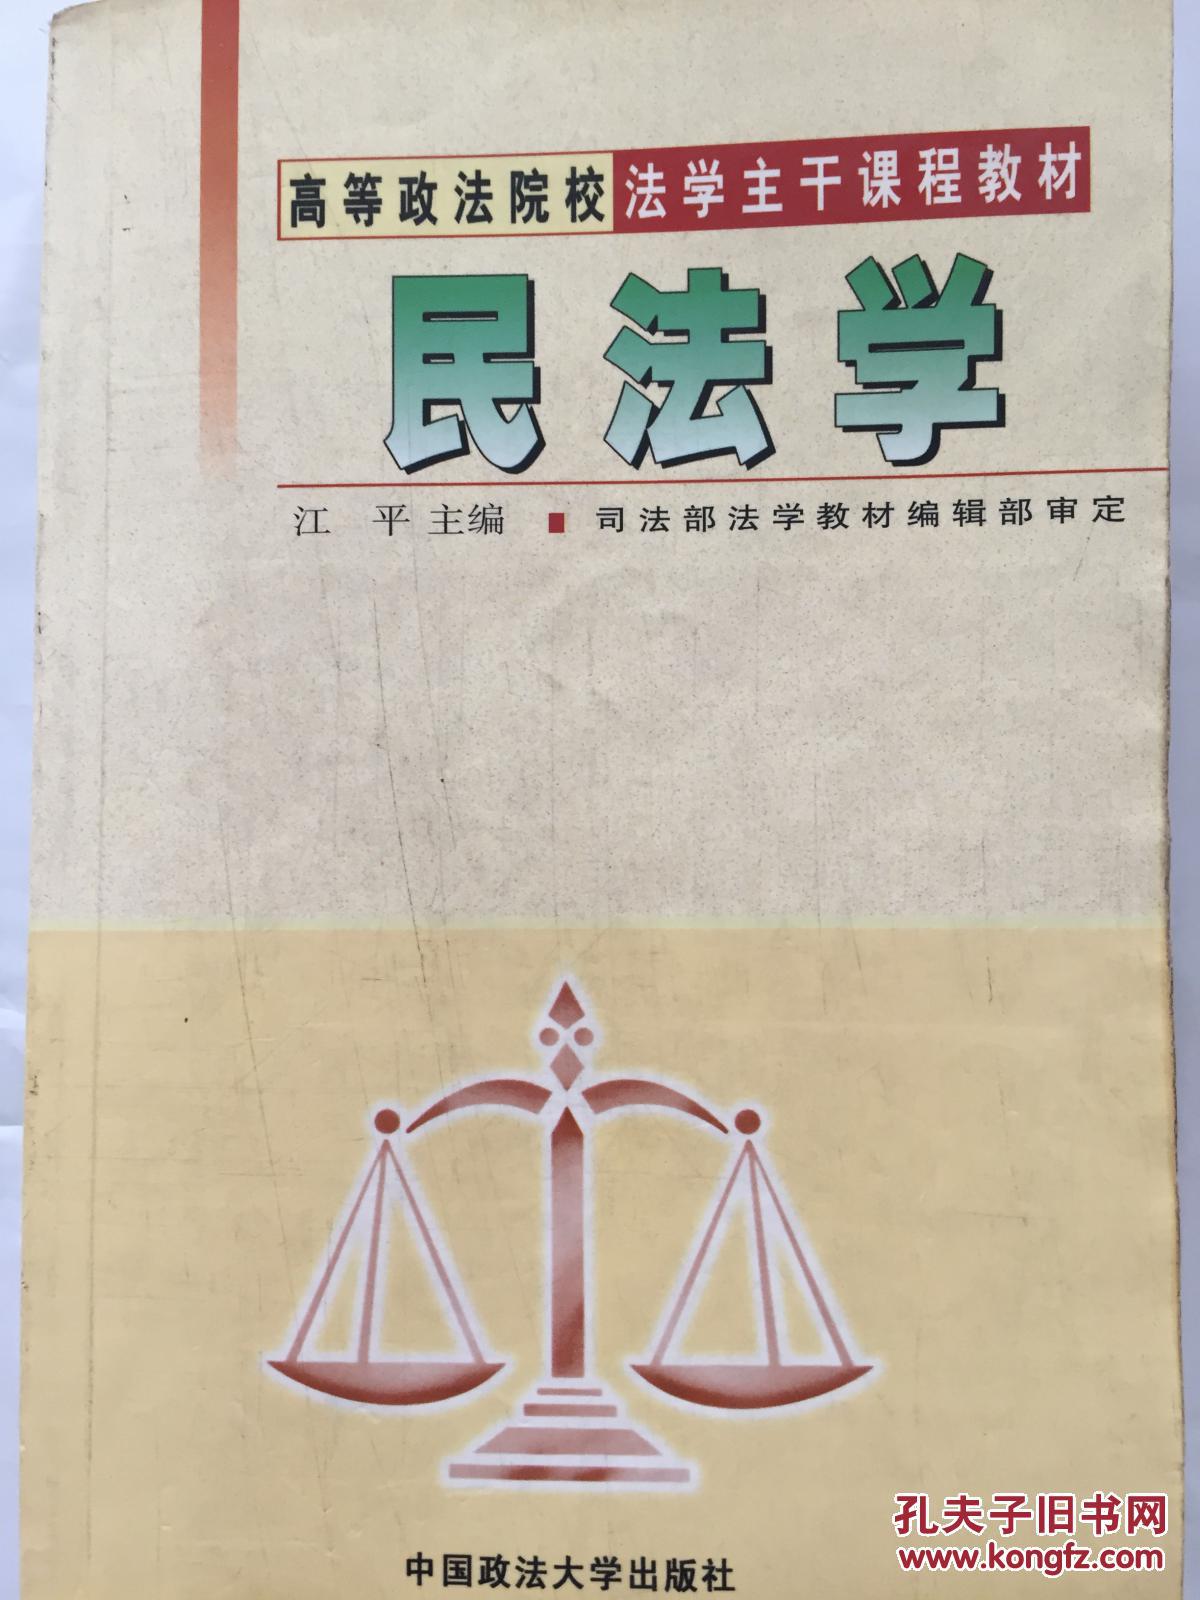 高等政法院校 法学主干课程教材
民法学
江 平 主编 ■ 司法部法学教材编辑部审定
中国政法大学出版社
孔夫子旧书网
www.kongfz.com